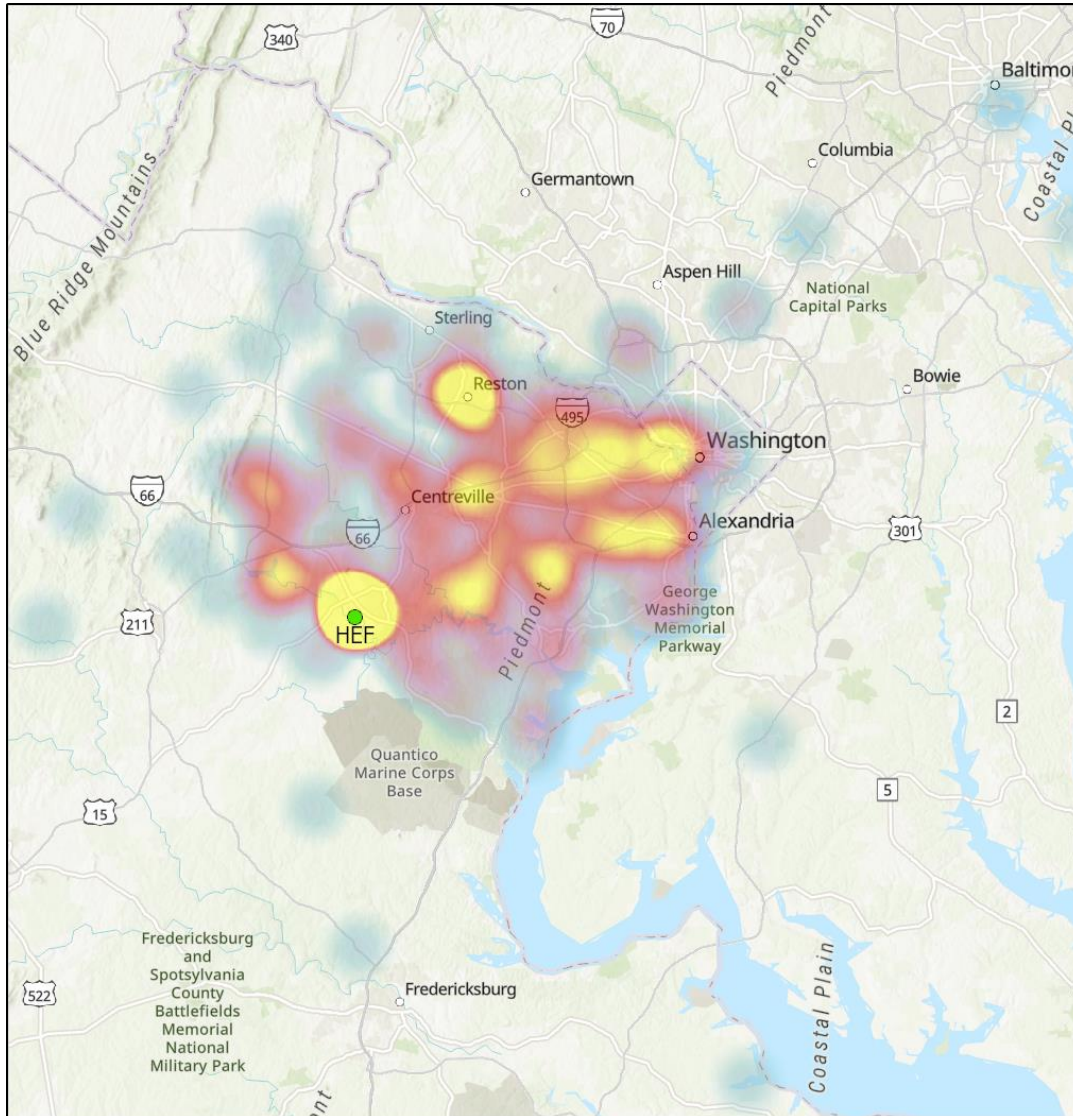 70
340
Piedmont
Baltimo
Coastal Pl
Columbia
Germantown
Blue Ridge Mountains
Aspen Hill
National
Capital Parks
Sterling
Bowie
Reston
495
Washington
66
Centreville
Alexandria
301
66
George
Washington
Memorial
Parkway
211
HEF
Piedmont
2
Quantico
Marine Corps
Base
5
15
Fredericksburg
and
Spotsylvania
County
Battlefields
Memorial
National
Military Park
Coastal Plain
522
Fredericksburg
mont